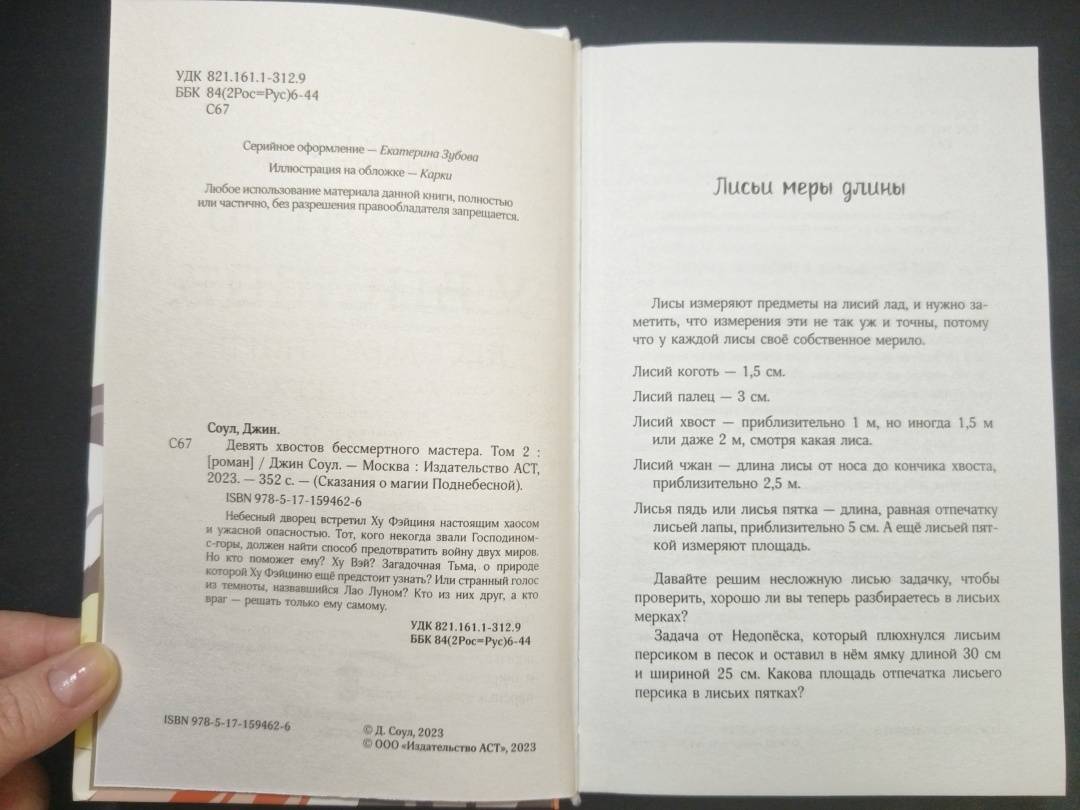 УДК 821.161.1-312.9
ББК 84(2Рос=Рус)6-44
С67
Серийное оформление — Екатерина Зубова
Иллюстрация на обложке — Карки
Любое использование материала данной книги, полностью
или частично, без разрешения правообладателя запрещается.
Соул, Джин.
С67 Девять хвостов бессмертного мастера. Том 2 :
[роман] / Джин Соул. — Москва : Издательство АСТ,
2023. — 352 с. — (Сказания о магии Поднебесной).
ISBN 978-5-17-159462-6
Небесный дворец встретил Ху Фэйциня настоящим хаосом
и ужасной опасностью. Тот, кого некогда звали Господином-
с-горы, должен найти способ предотвратить войну двух миров.
Но кто поможет ему? Ху Вэй? Загадочная Тьма, о природе
которой Ху Фэйциню ещё предстоит узнать? Или странный голос
из темноты, назвавшийся Лао Луном? Кто из них друг, а кто
враг — решать только ему самому.
УДК 821.161.1-312.9
ББК 84(2Рос=Рус)6-44
ISBN 978-5-17-159462-6
© Д. Соул, 2023
© ООО «Издательство АСТ», 2023
Лисьи меры длины
Лисы измеряют предметы на лисий лад, и нужно за-
метить, что измерения эти не так уж и точны, потому
что у каждой лисы своё собственное мерило.
Лисий коготь — 1,5 см.
Лисий палец — 3 см.
Лисий хвост — приблизительно 1 м, но иногда 1,5 м
или даже 2 м, смотря какая лиса.
Лисий чжан — длина лисы от носа до кончика хвоста,
приблизительно 2,5 м.
Лисья пядь или лисья пятка — длина, равная отпечатку
лисьей лапы, приблизительно 5 см. А ещё лисьей пят-
кой измеряют площадь.
Давайте решим несложную лисью задачку, чтобы
проверить, хорошо ли вы теперь разбираетесь в лисьих
мерках?
Задача от Недопёска, который плюхнулся лисьим
персиком в песок и оставил в нём ямку длиной 30 см
и шириной 25 см. Какова площадь отпечатка лисьего
персика в лисьих пятках?